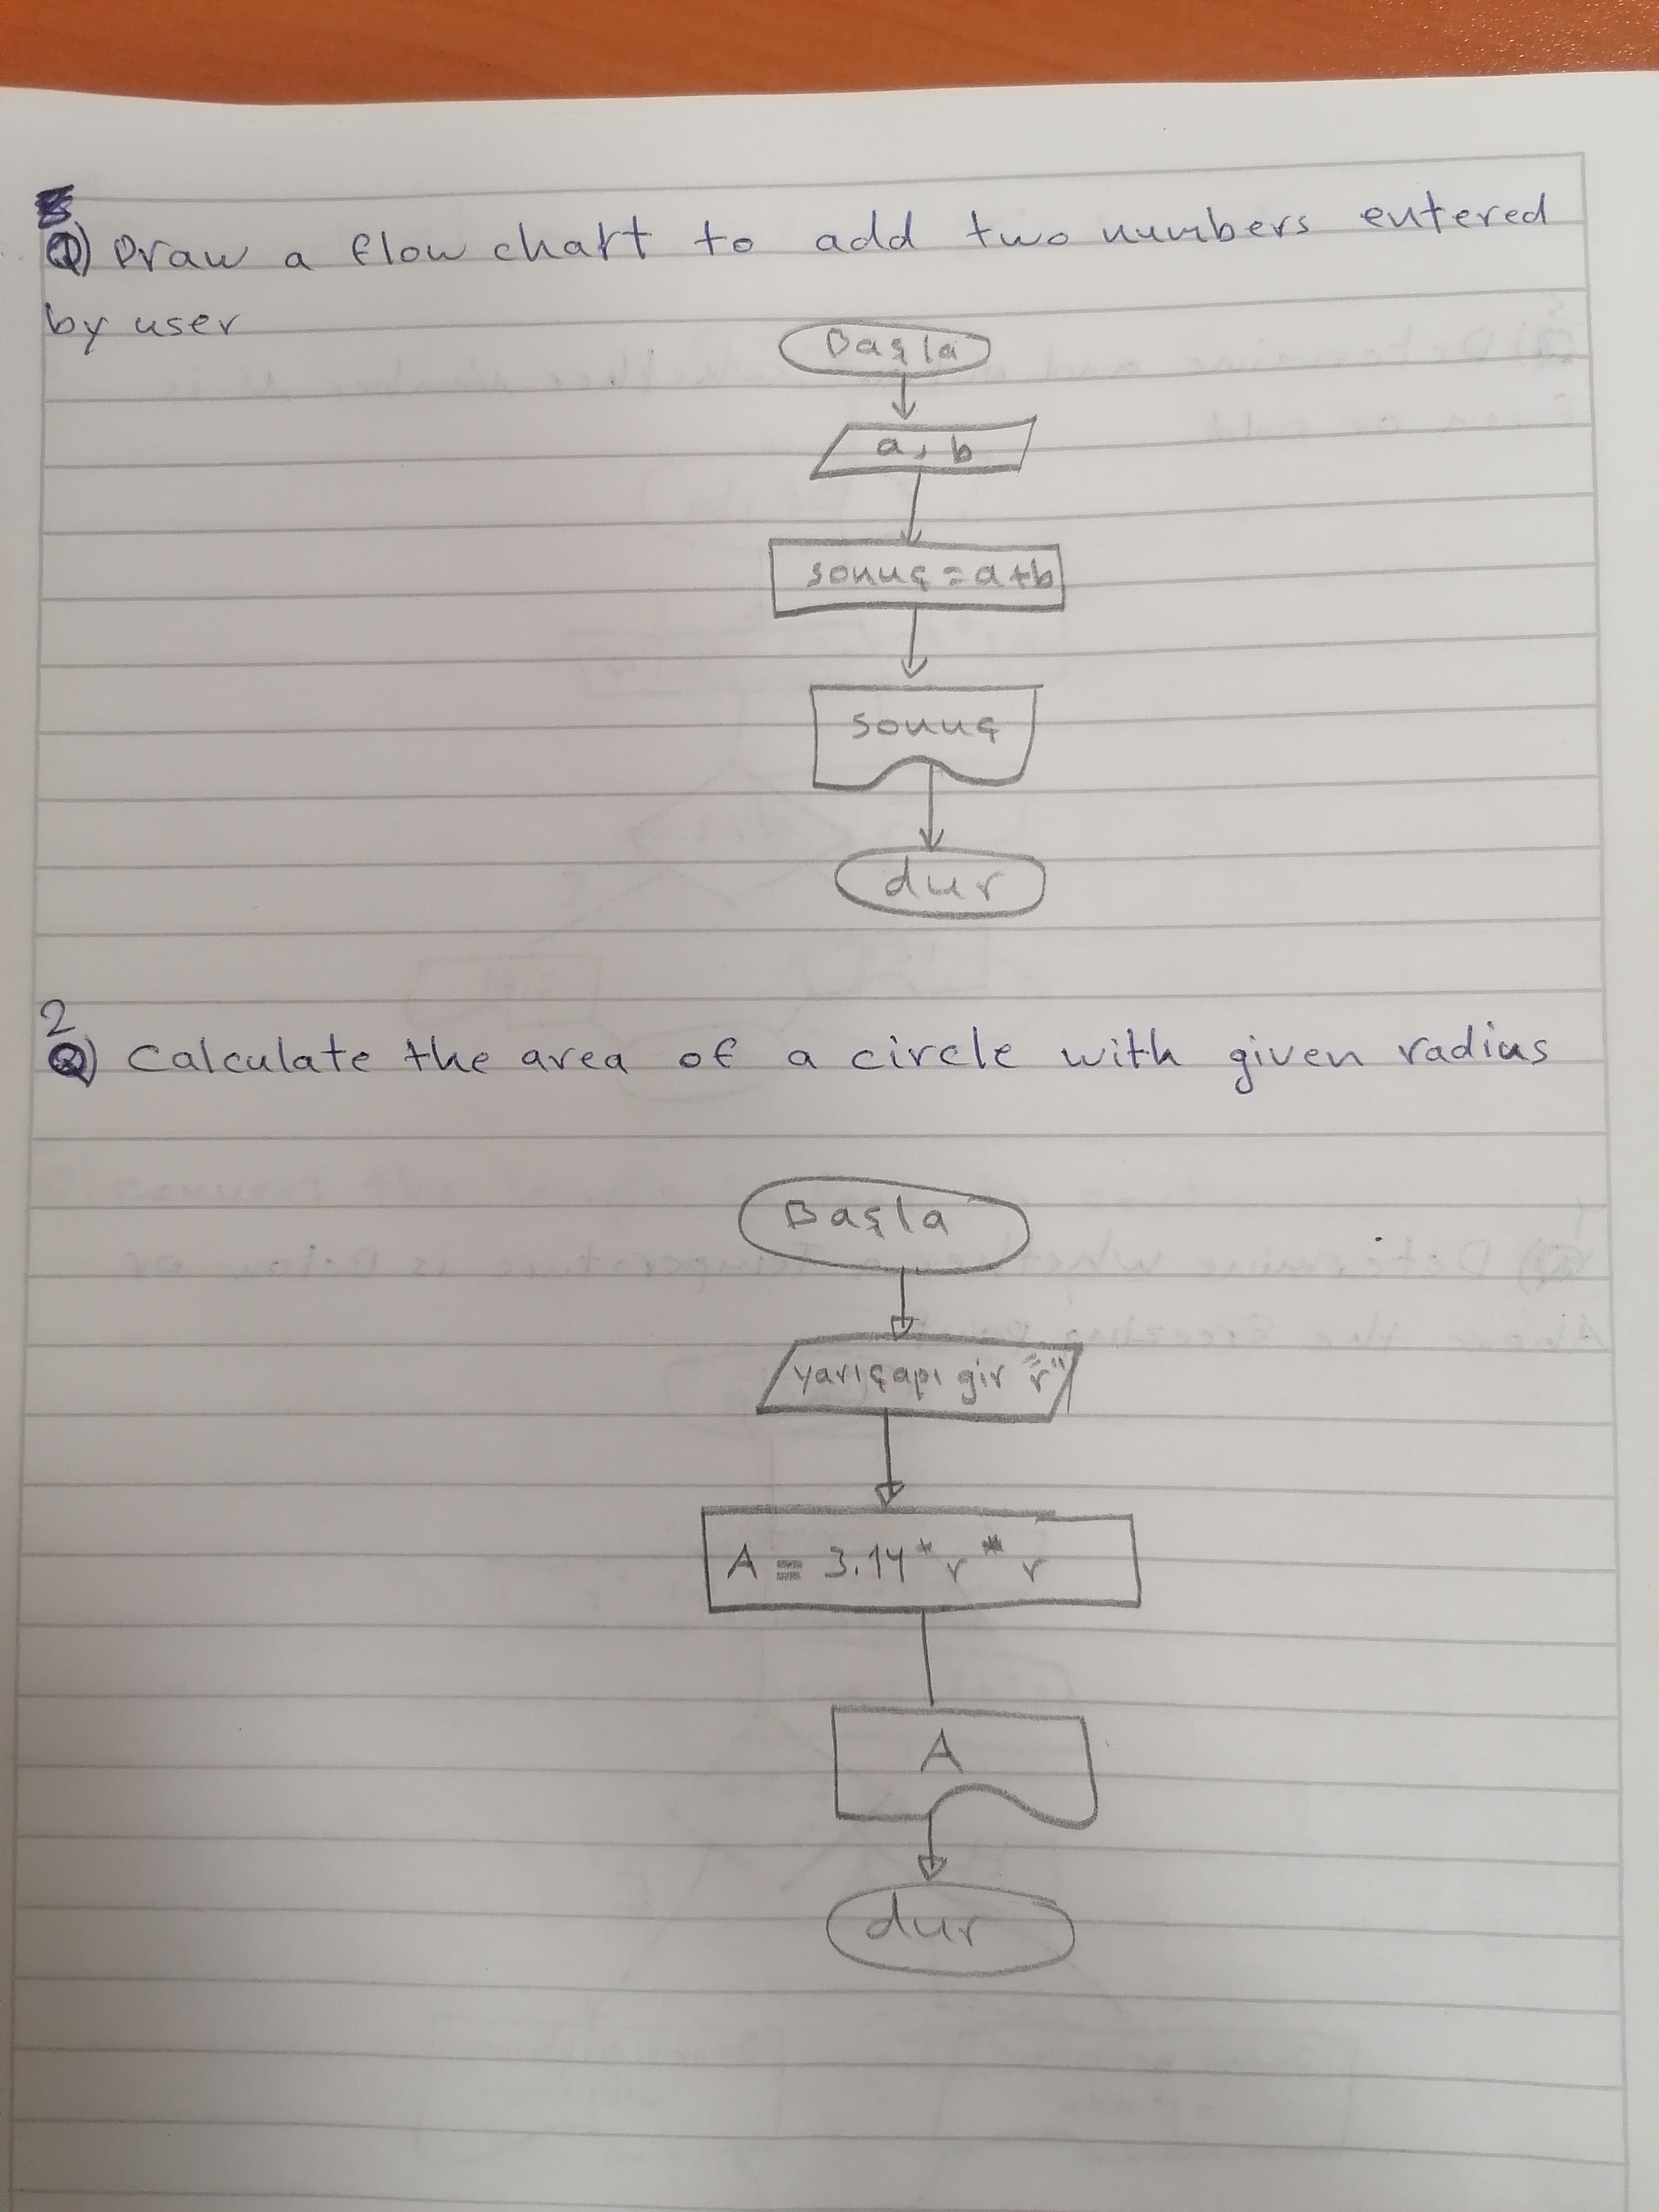 1) Draw a flow chart to add two numbers entered
by user
Başla
a, b
sonuç = a+b
sonuç
dur
2
Q) Calculate the area of a circle with given radius
Başla
yarıçapı gir "r"
A = 3.14 * r * r
A
dur